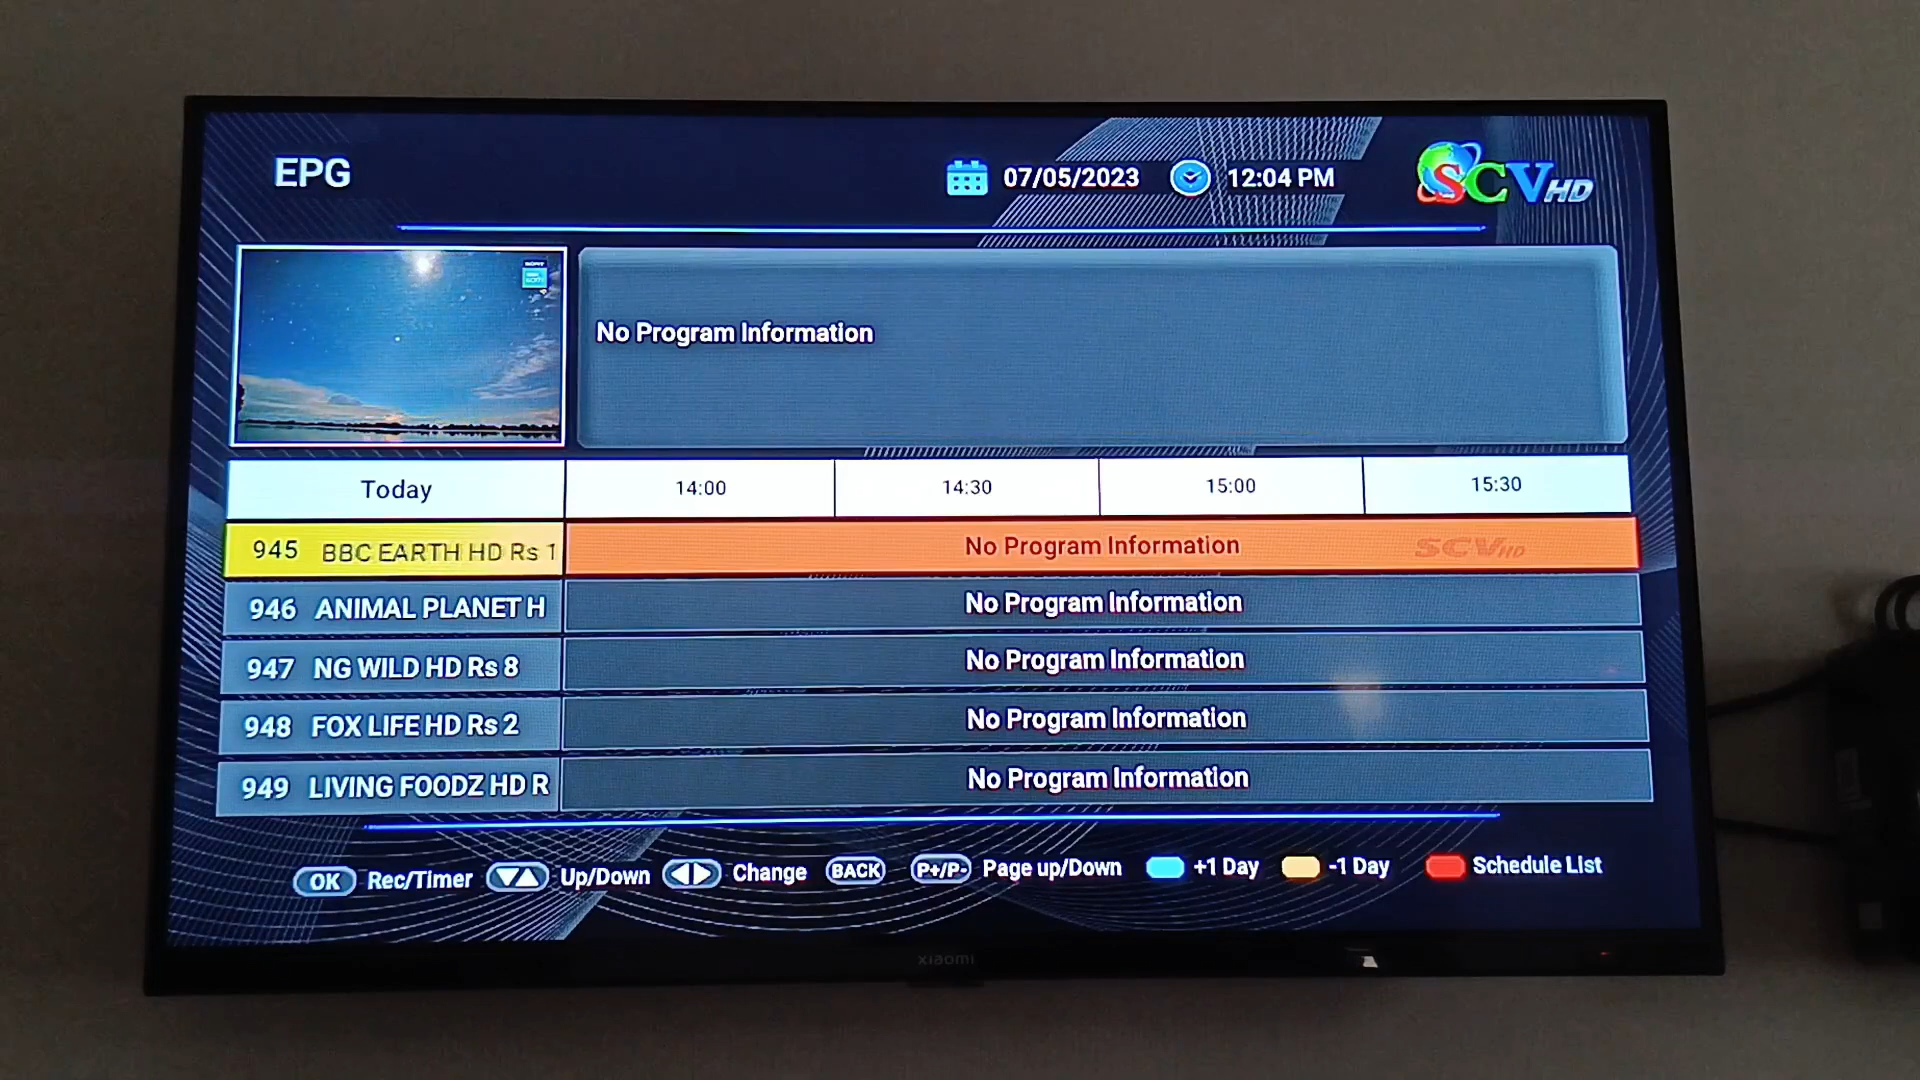 EPG
07/05/2023
12:04 PM
SCV HD
SONY
No Program Information
Today
14:00
14:30
15:00
15:30
945 BBC EARTH HD Rs 1
No Program Information
SCV HD
946 ANIMAL PLANET H
No Program Information
947 NG WILD HD Rs 8
No Program Information
948 FOX LIFE HD Rs 2
No Program Information
949 LIVING FOODZ HD R
No Program Information
OK Rec/Timer
Up/Down
Change
BACK
P+/P- Page up/Down
+1 Day
-1 Day
Schedule List
xiaomi